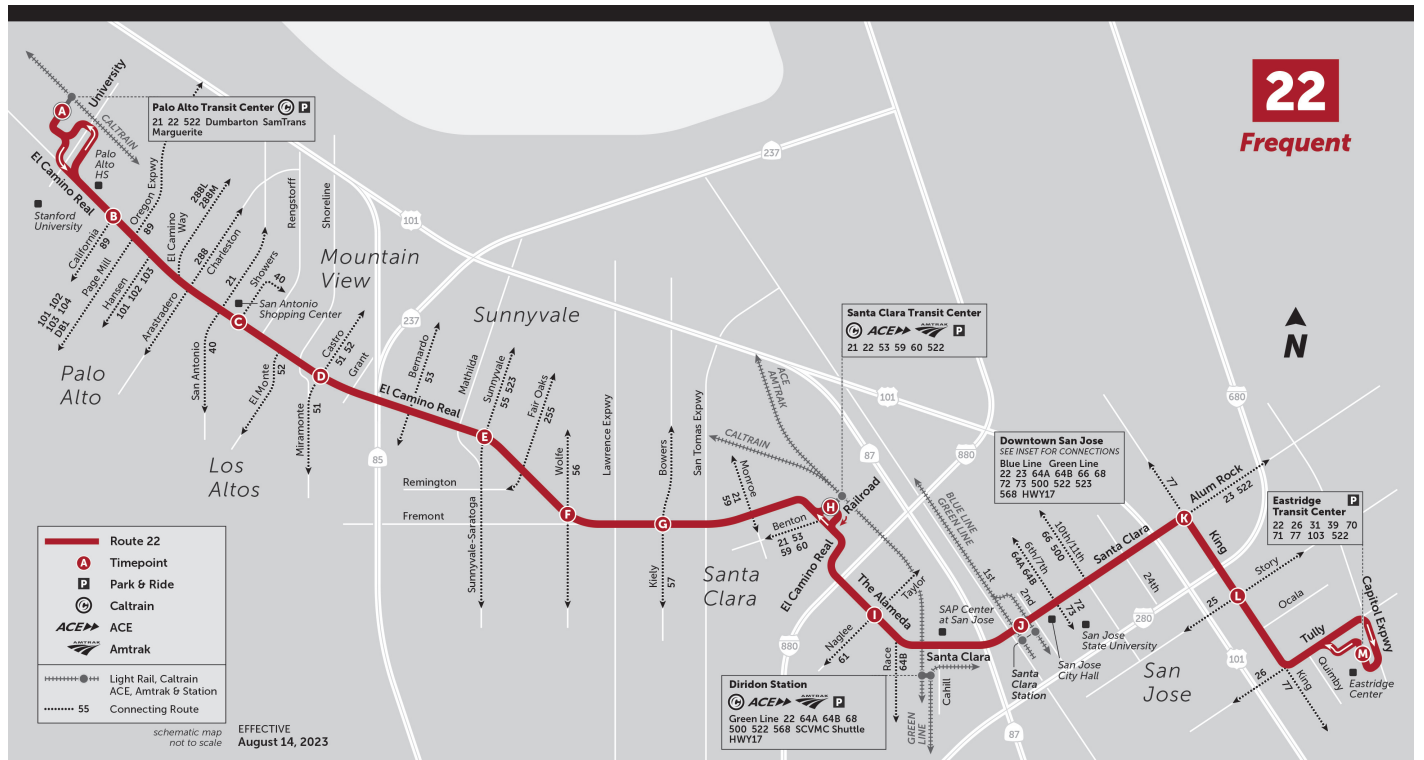 22
Frequent
N
A
University
CALTRAIN
Palo Alto Transit Center
P
21 22 522 Dumbarton SamTrans
Marguerite
El Camino Real
Palo
Alto
HS
Stanford
University
B
California
89
Oregon Expwy
89
Page Mill
101 102
103 104
DB1
Hansen
101 102 103
El Camino
Way
288L
288M
Arastradero
288
Charleston
21
Showers
40
San Antonio
Shopping Center
C
San Antonio
40
Rengstorff
Shoreline
Palo
Alto
Mountain
View
El Monte
52
D
Castro
51 52
Miramonte
51
Grant
Los
Altos
237
85
101
237
El Camino Real
Bernardo
53
Mathilda
Sunnyvale
Sunnyvale
55 523
E
Sunnyvale-Saratoga
Fair Oaks
255
Remington
Fremont
Wolfe
56
F
Lawrence Expwy
Bowers
G
Kiely
57
San Tomas Expwy
Santa Clara Transit Center
ACE
AMTRAK
P
21 22 53 59 60 522
ACE
AMTRAK
CALTRAIN
Monroe
21
59
Benton
21 53
59 60
H
Railroad
Santa
Clara
El Camino Real
The Alameda
I
Naglee
61
Taylor
Race
64B
880
87
101
880
SAP Center
at San Jose
Santa Clara
Cahill
GREEN
LINE
Diridon Station
ACE
AMTRAK
P
Green Line 22 64A 64B 68
500 522 568 SCVMC Shuttle
HWY17
BLUE LINE
GREEN LINE
1st
2nd
J
Santa
Clara
Station
San Jose
City Hall
San Jose
State University
6th/7th
64A 64B
10th/11th
66 500
72
73
Downtown San Jose
SEE INSET FOR CONNECTIONS
Blue Line Green Line
22 23 64A 64B 66 68
72 73 500 522 523
568 HWY17
Santa Clara
24th
87
280
101
680
San
Jose
77
K
Alum Rock
23 522
King
L
Story
25
Ocala
Tully
26
King
77
Quimby
Capitol Expwy
M
Eastridge
Center
Eastridge
Transit Center
P
22 26 31 39 70
71 77 103 522
Route 22
A Timepoint
P Park & Ride
Caltrain
ACE ACE
AMTRAK Amtrak
Light Rail, Caltrain
ACE, Amtrak & Station
55 Connecting Route
schematic map
not to scale
EFFECTIVE
August 14, 2023